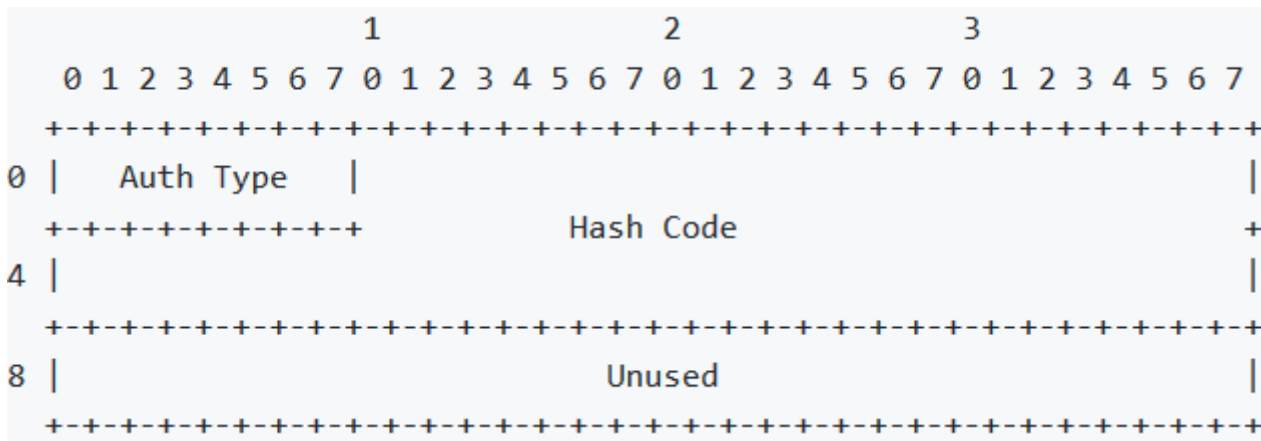 1 2 3
0 1 2 3 4 5 6 7 0 1 2 3 4 5 6 7 0 1 2 3 4 5 6 7 0 1 2 3 4 5 6 7
+-+-+-+-+-+-+-+-+-+-+-+-+-+-+-+-+-+-+-+-+-+-+-+-+-+-+-+-+-+-+-+-+
0 | Auth Type | |
+-+-+-+-+-+-+-+-+ Hash Code +
4 | |
+-+-+-+-+-+-+-+-+-+-+-+-+-+-+-+-+-+-+-+-+-+-+-+-+-+-+-+-+-+-+-+-+
8 | Unused |
+-+-+-+-+-+-+-+-+-+-+-+-+-+-+-+-+-+-+-+-+-+-+-+-+-+-+-+-+-+-+-+-+